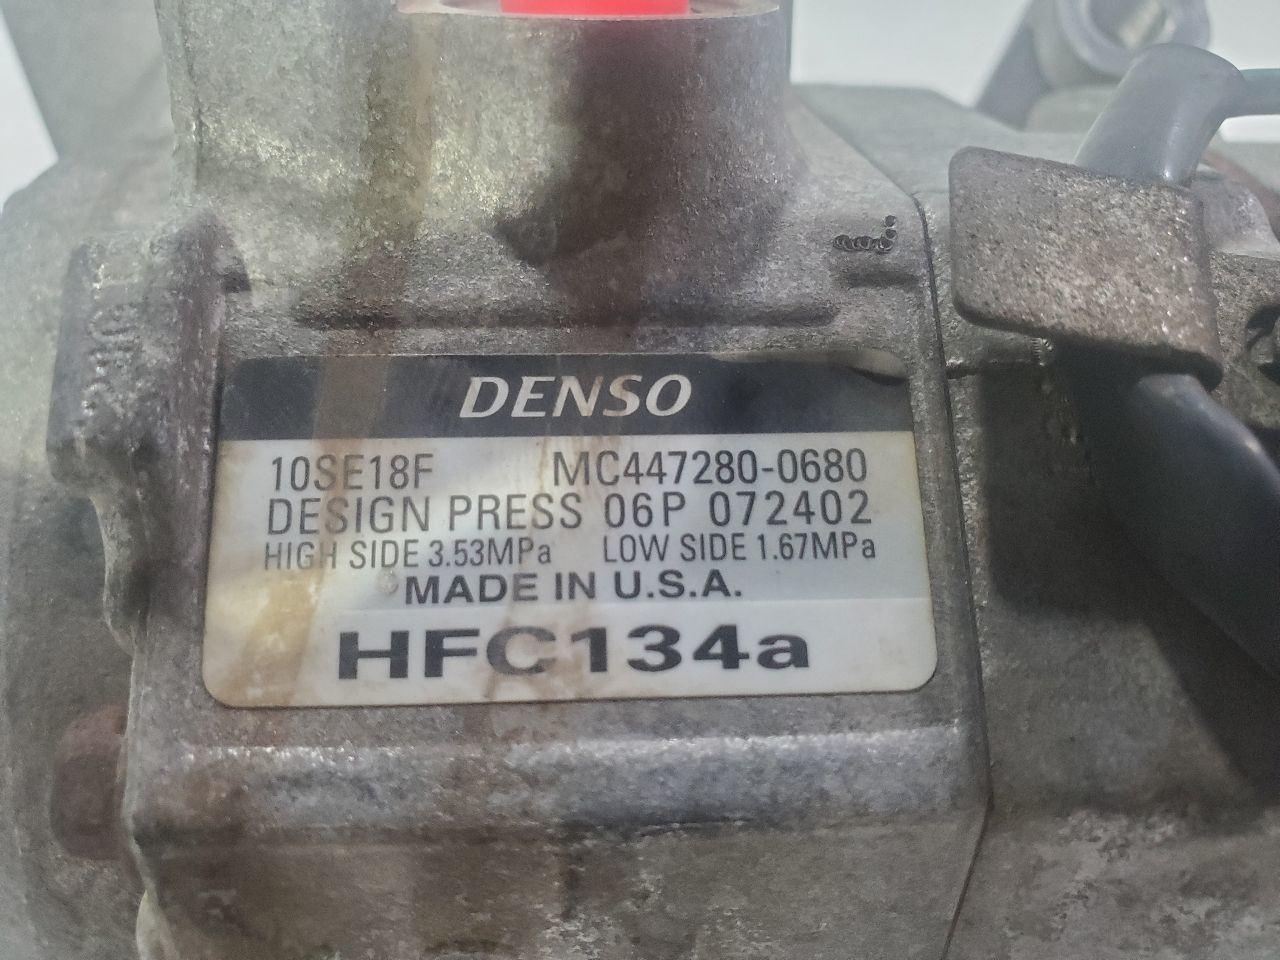 DENSO
10SE18F MC447280-0680
DESIGN PRESS 06P 072402
HIGH SIDE 3.53MPa LOW SIDE 1.67MPa
MADE IN U.S.A.
HFC134a